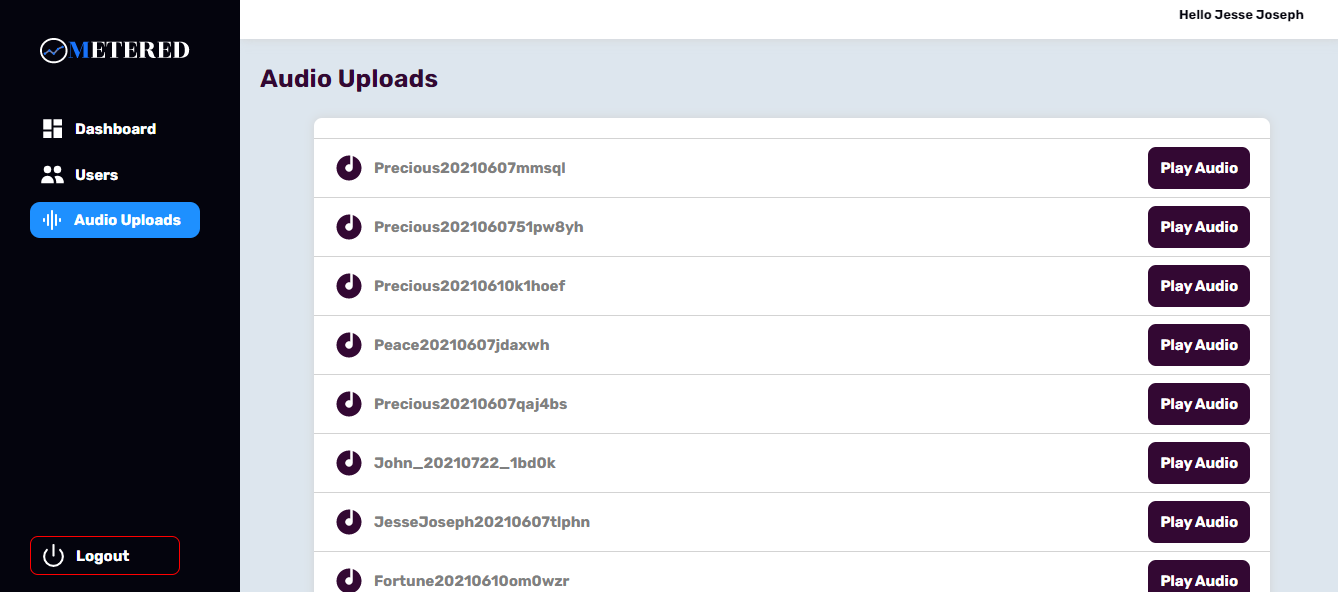 Hello Jesse Joseph
METERED
Dashboard
Users
Audio Uploads
Logout
Audio Uploads
Precious20210607mmsql Play Audio
Precious2021060751pw8yh Play Audio
Precious20210610k1hoef Play Audio
Peace20210607jdaxwh Play Audio
Precious20210607qaj4bs Play Audio
John_20210722_1bd0k Play Audio
JesseJoseph20210607tlphn Play Audio
Fortune20210610om0wzr Play Audio